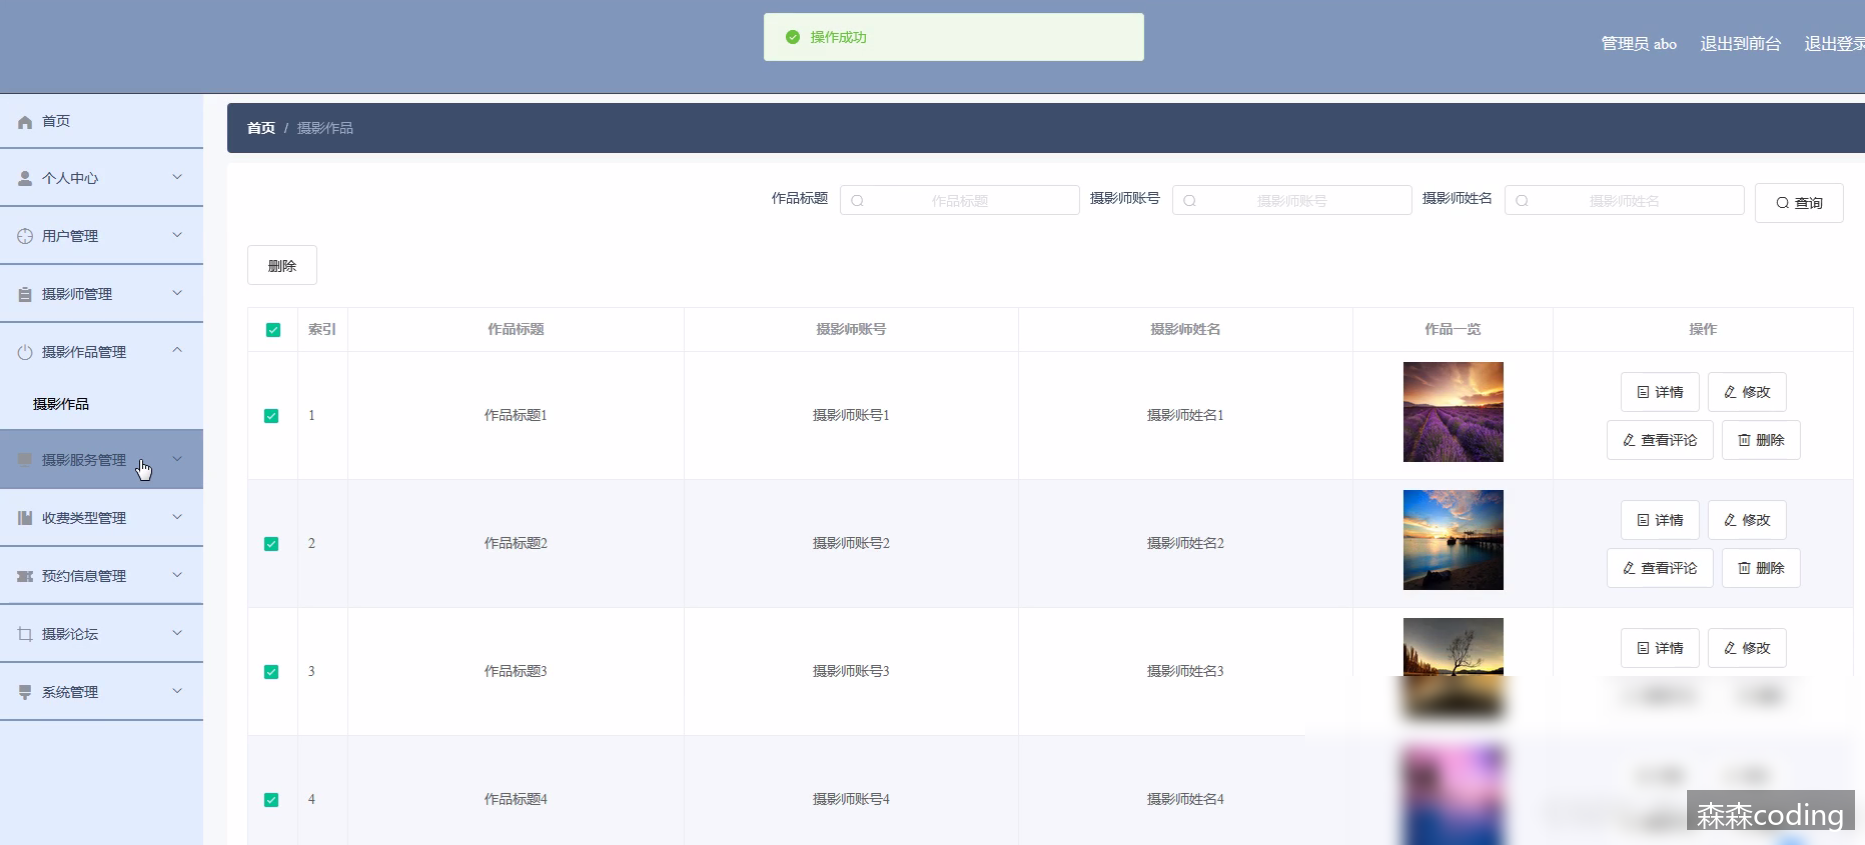 操作成功
管理员 abo 退出到前台 退出登录
首页
个人中心
用户管理
摄影师管理
摄影作品管理
摄影作品
摄影服务管理
收费类型管理
预约信息管理
摄影论坛
系统管理
首页 / 摄影作品
作品标题 作品标题 摄影师账号 摄影师账号 摄影师姓名 摄影师姓名 查询
删除
索引 作品标题 摄影师账号 摄影师姓名 作品一览 操作
1 作品标题1 摄影师账号1 摄影师姓名1 详情 修改
查看评论 删除
2 作品标题2 摄影师账号2 摄影师姓名2 详情 修改
查看评论 删除
3 作品标题3 摄影师账号3 摄影师姓名3 详情 修改
4 作品标题4 摄影师账号4 摄影师姓名4
森森coding